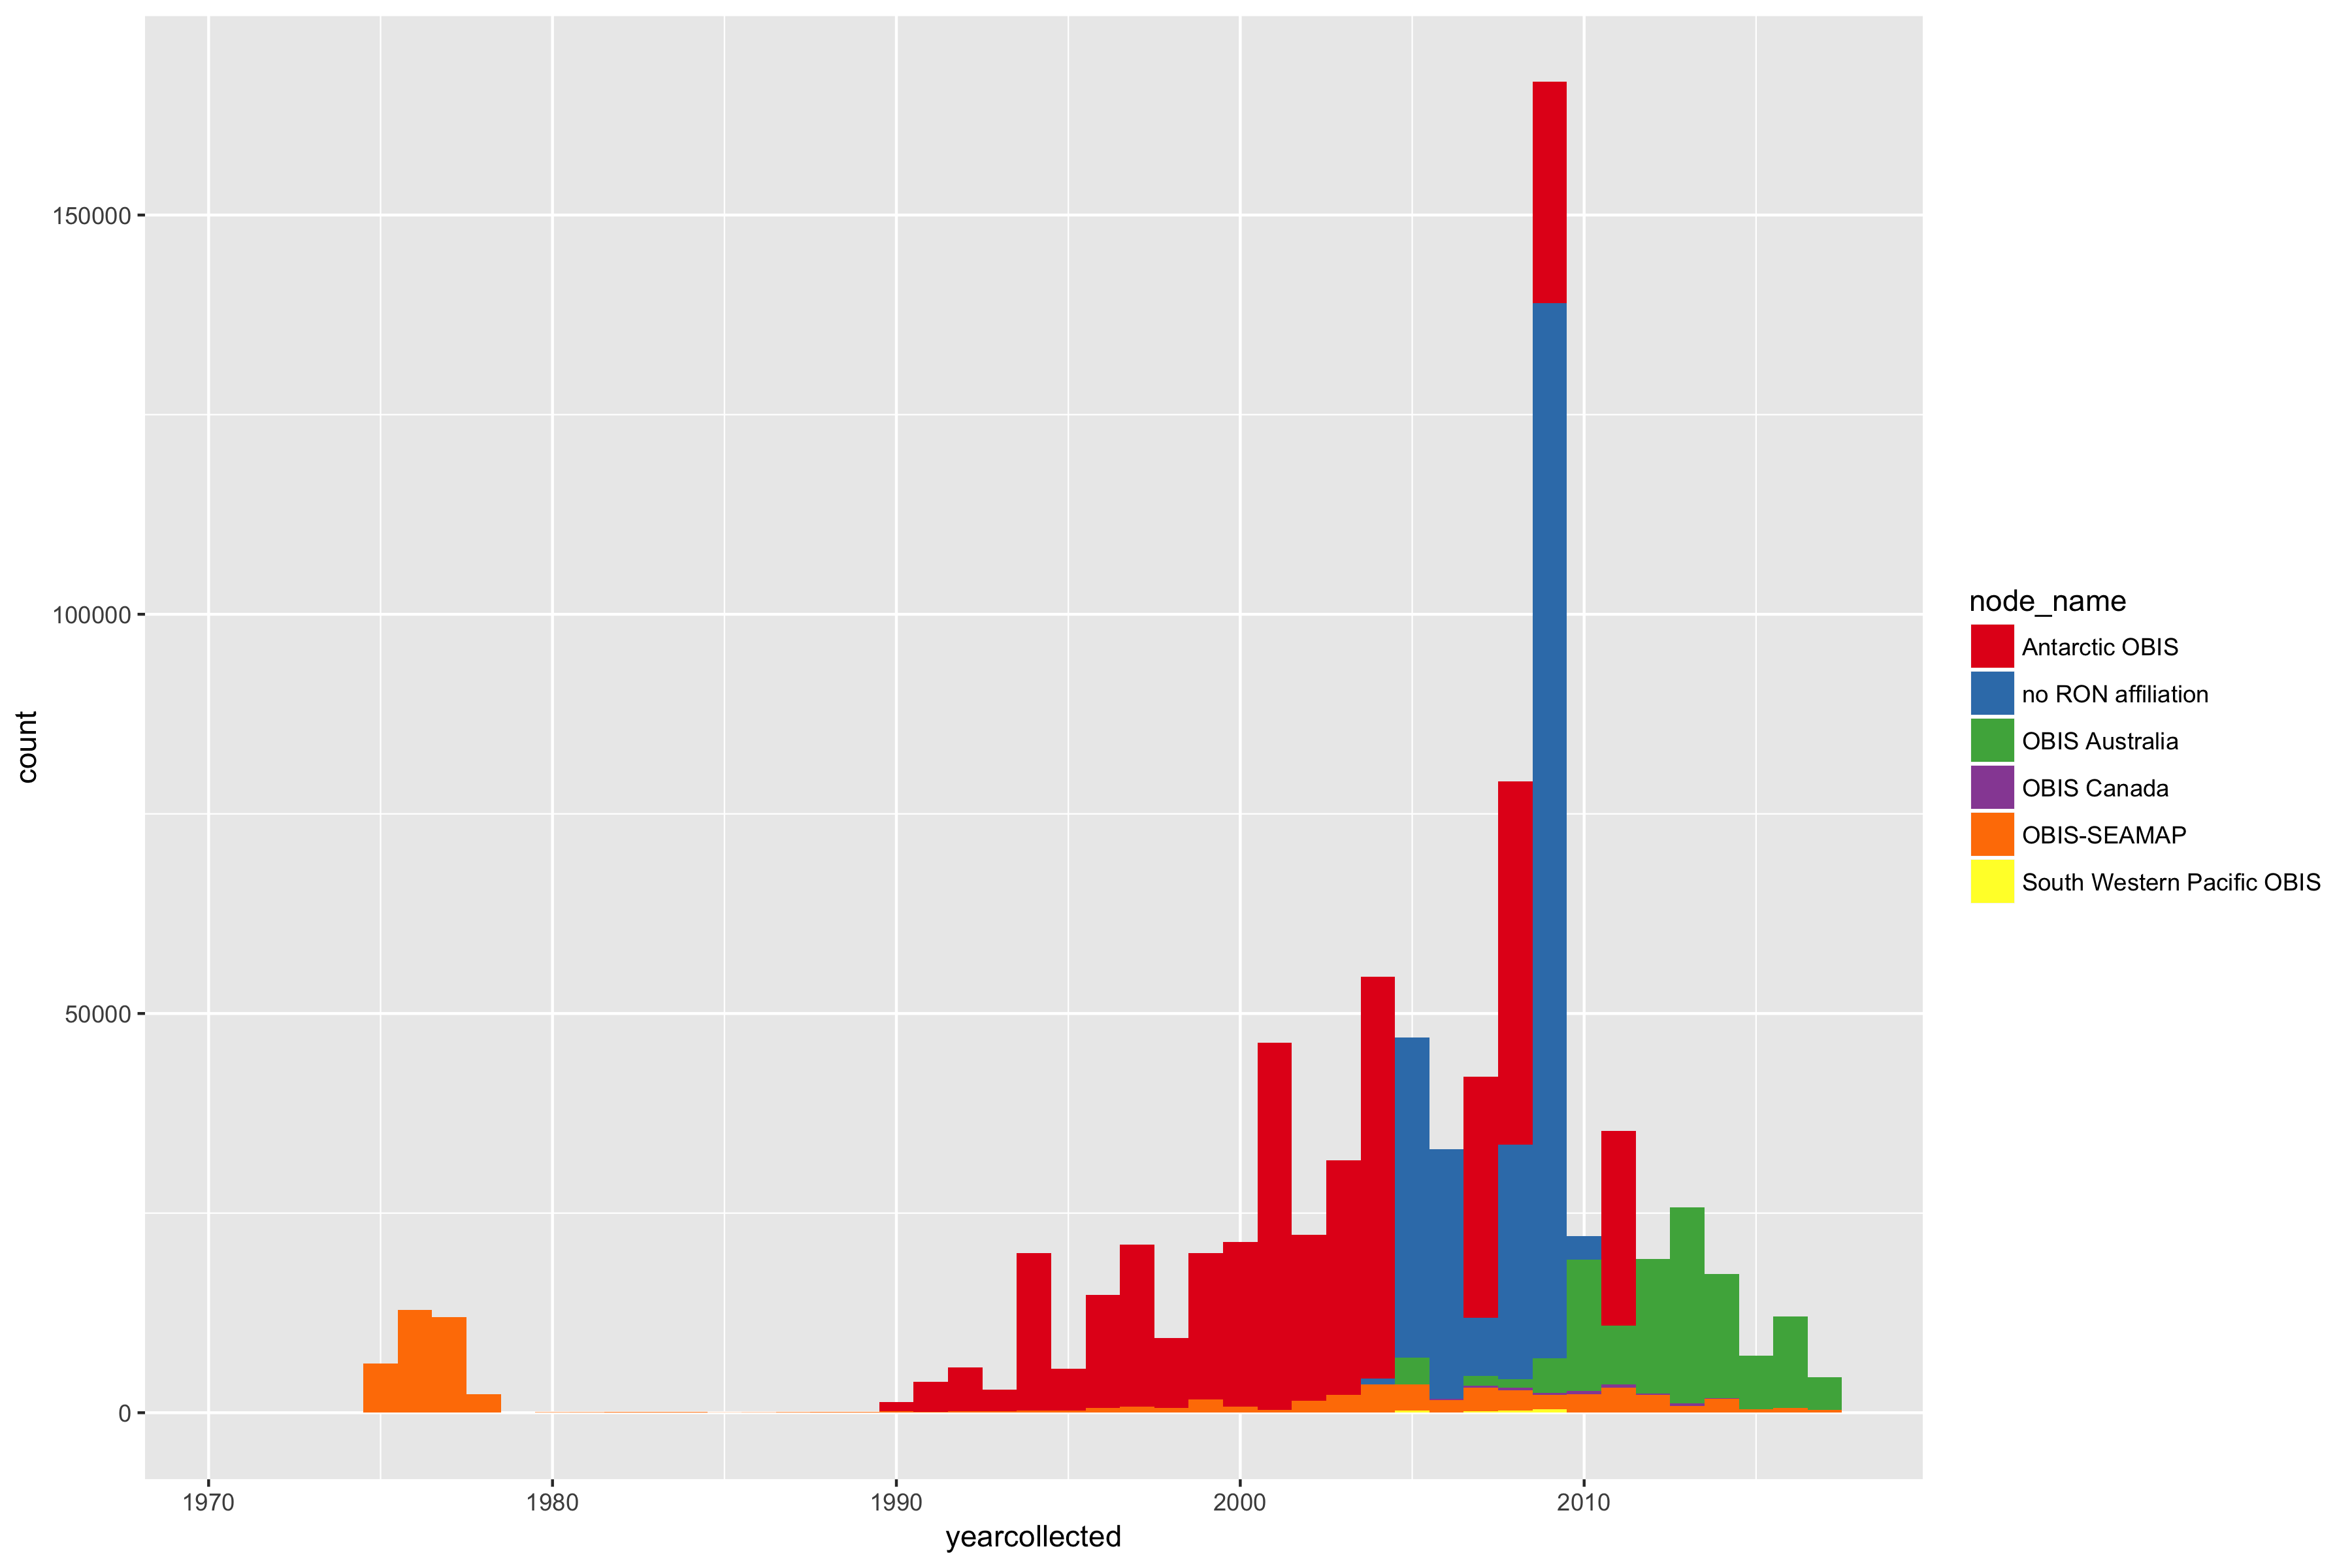 150000
100000
50000
0
count
1970
1980
1990
2000
2010
yearcollected
node_name
Antarctic OBIS
no RON affiliation
OBIS Australia
OBIS Canada
OBIS-SEAMAP
South Western Pacific OBIS